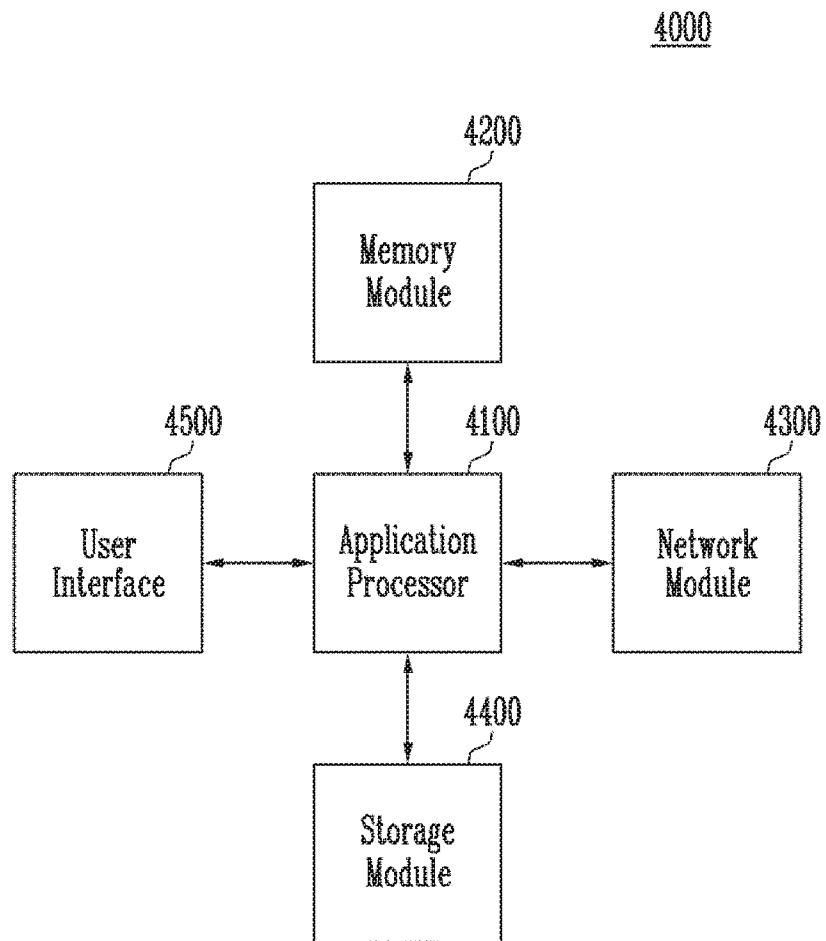 4000
4200
Memory
Module
4500
4100
4300
User
Interface
Application
Processor
Network
Module
4400
Storage
Module